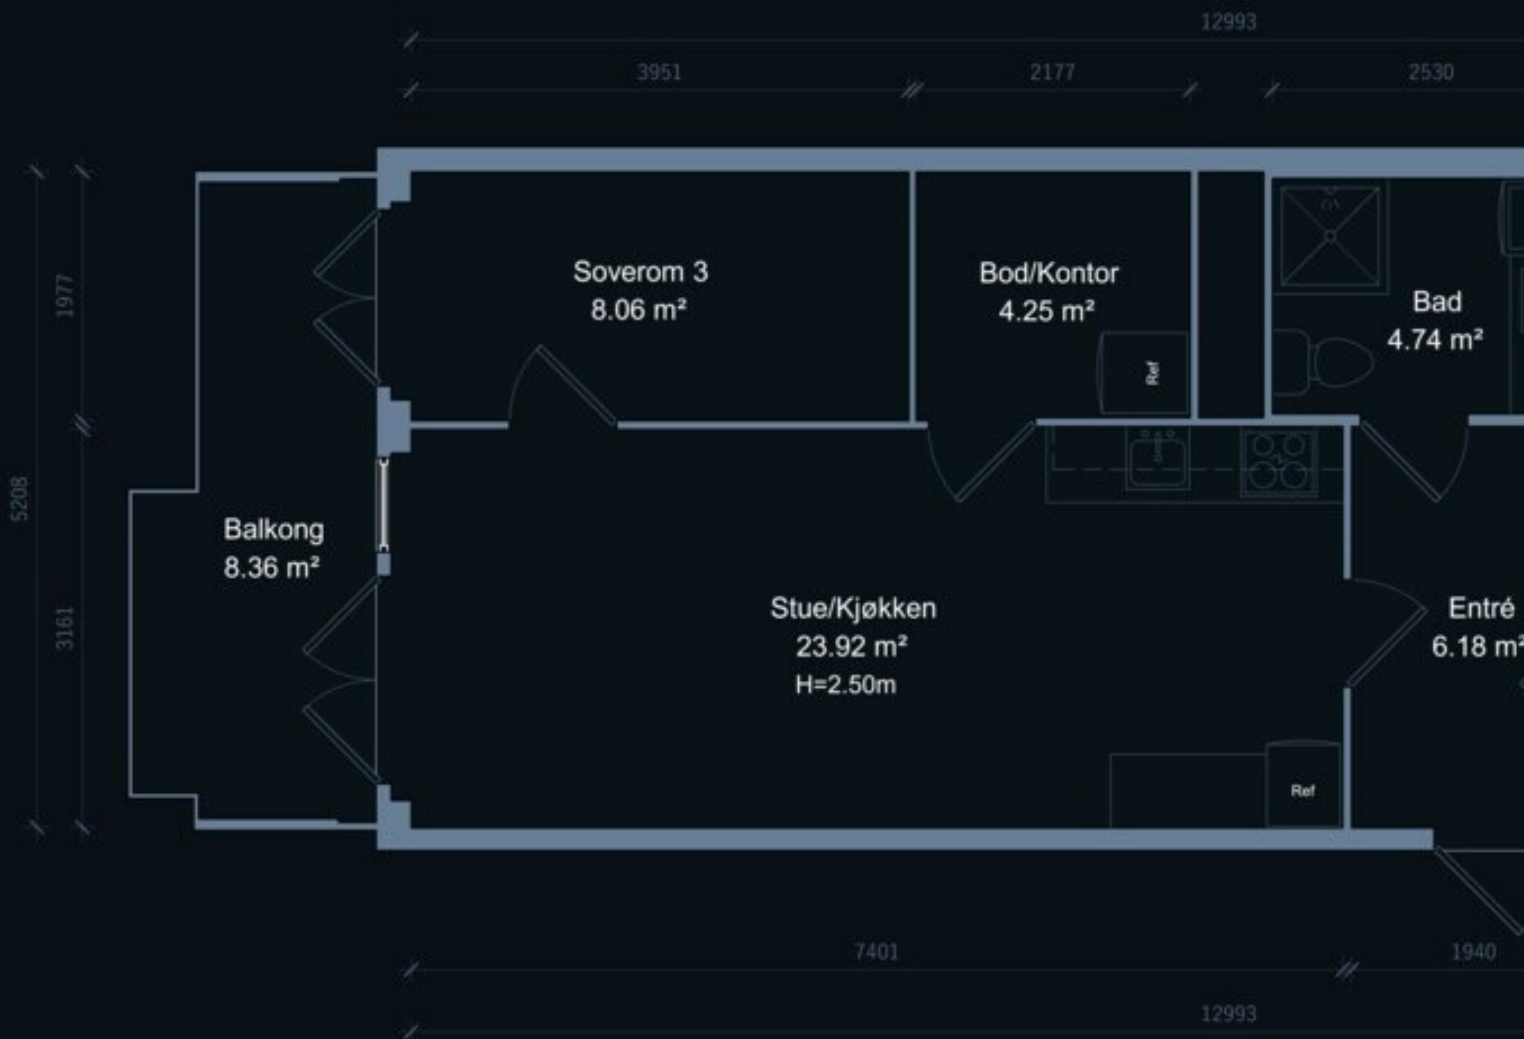 12993
3951
2177
2530
Soverom 3
8.06 m²
Bod/Kontor
4.25 m²
Bad
4.74 m²
Ref
1977
5208
3161
Balkong
8.36 m²
Stue/Kjøkken
23.92 m²
H=2.50m
Entré
6.18 m²
Ref
7401
1940
12993